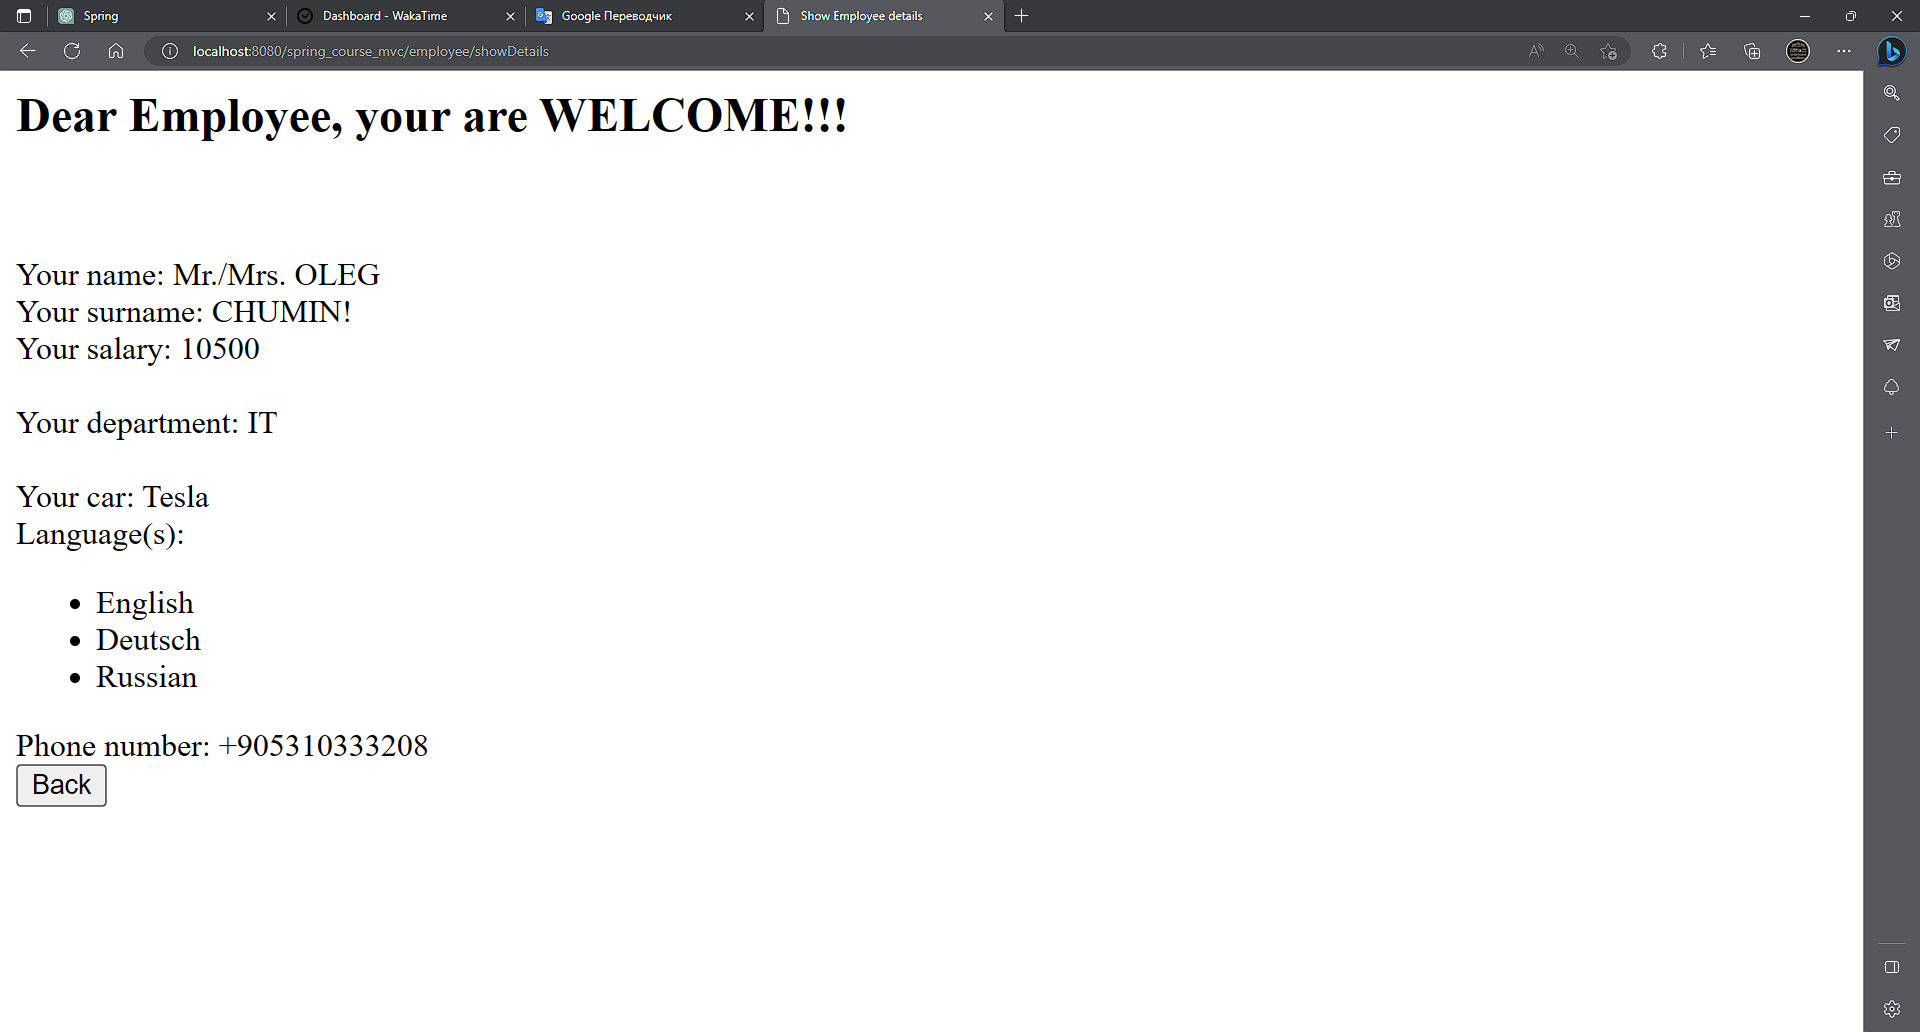 Spring
Dashboard - WakaTime
Google Переводчик
Show Employee details
localhost:8080/spring_course_mvc/employee/showDetails
Dear Employee, your are WELCOME!!!
Your name: Mr./Mrs. OLEG
Your surname: CHUMIN!
Your salary: 10500
Your department: IT
Your car: Tesla
Language(s):
English
Deutsch
Russian
Phone number: +905310333208
Back